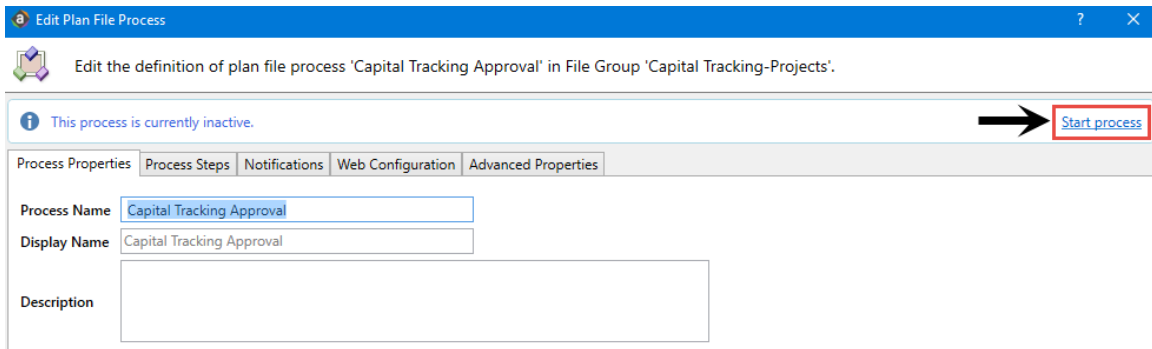 Edit Plan File Process
Edit the definition of plan file process 'Capital Tracking Approval' in File Group 'Capital Tracking-Projects'.
This process is currently inactive. Start process
Process Properties Process Steps Notifications Web Configuration Advanced Properties
Process Name Capital Tracking Approval
Display Name Capital Tracking Approval
Description